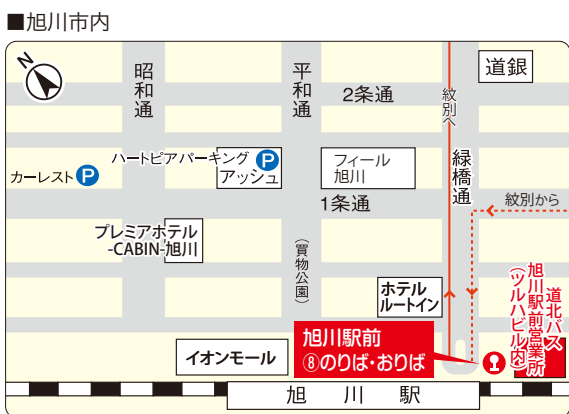 ■旭川市内
N
昭和通
平和通
2条通
紋別へ
道銀
緑橋通
カーレスト P
ハートピアパーキング P
アッシュ
フィール
旭川
1条通
紋別から
プレミアホテル
-CABIN-旭川
(買物公園)
ホテル
ルートイン
道北バス
旭川駅前営業所
(ツルハビル内)
旭川駅前
⑧のりば・おりば
イオンモール
旭川駅